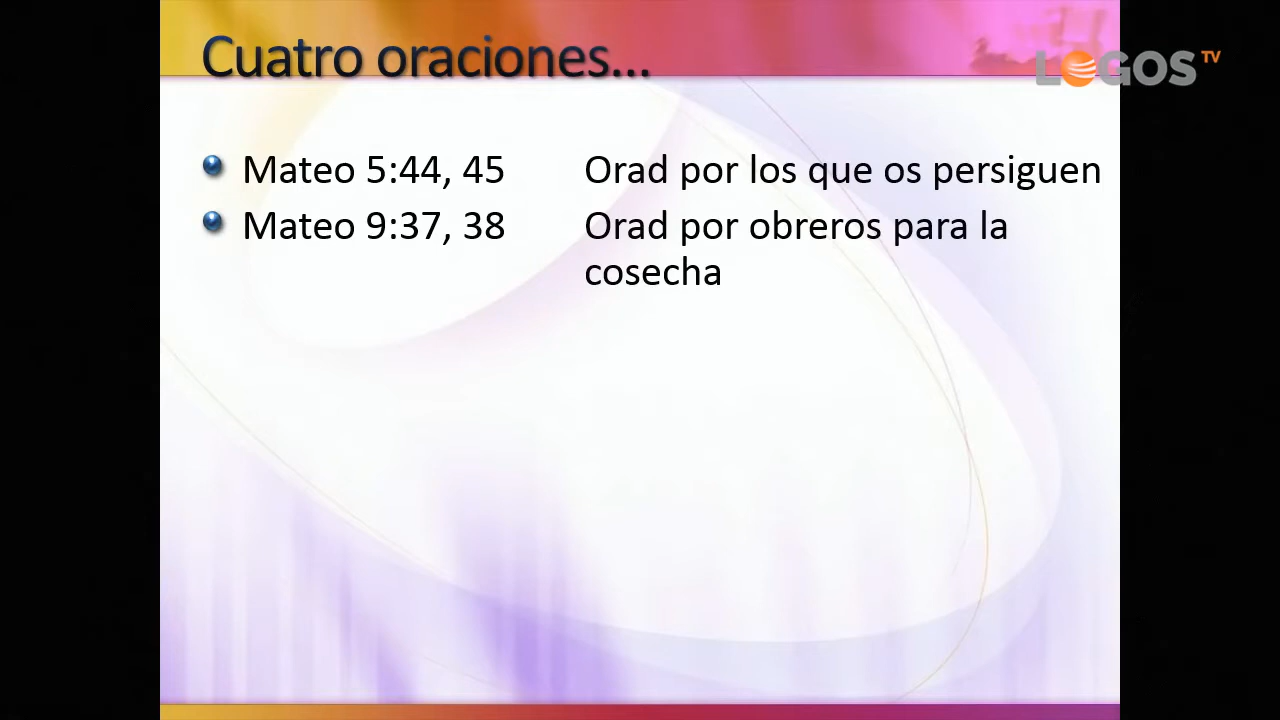 Cuatro oraciones...
LOGOS TV
Mateo 5:44, 45 Orad por los que os persiguen
Mateo 9:37, 38 Orad por obreros para la
cosecha